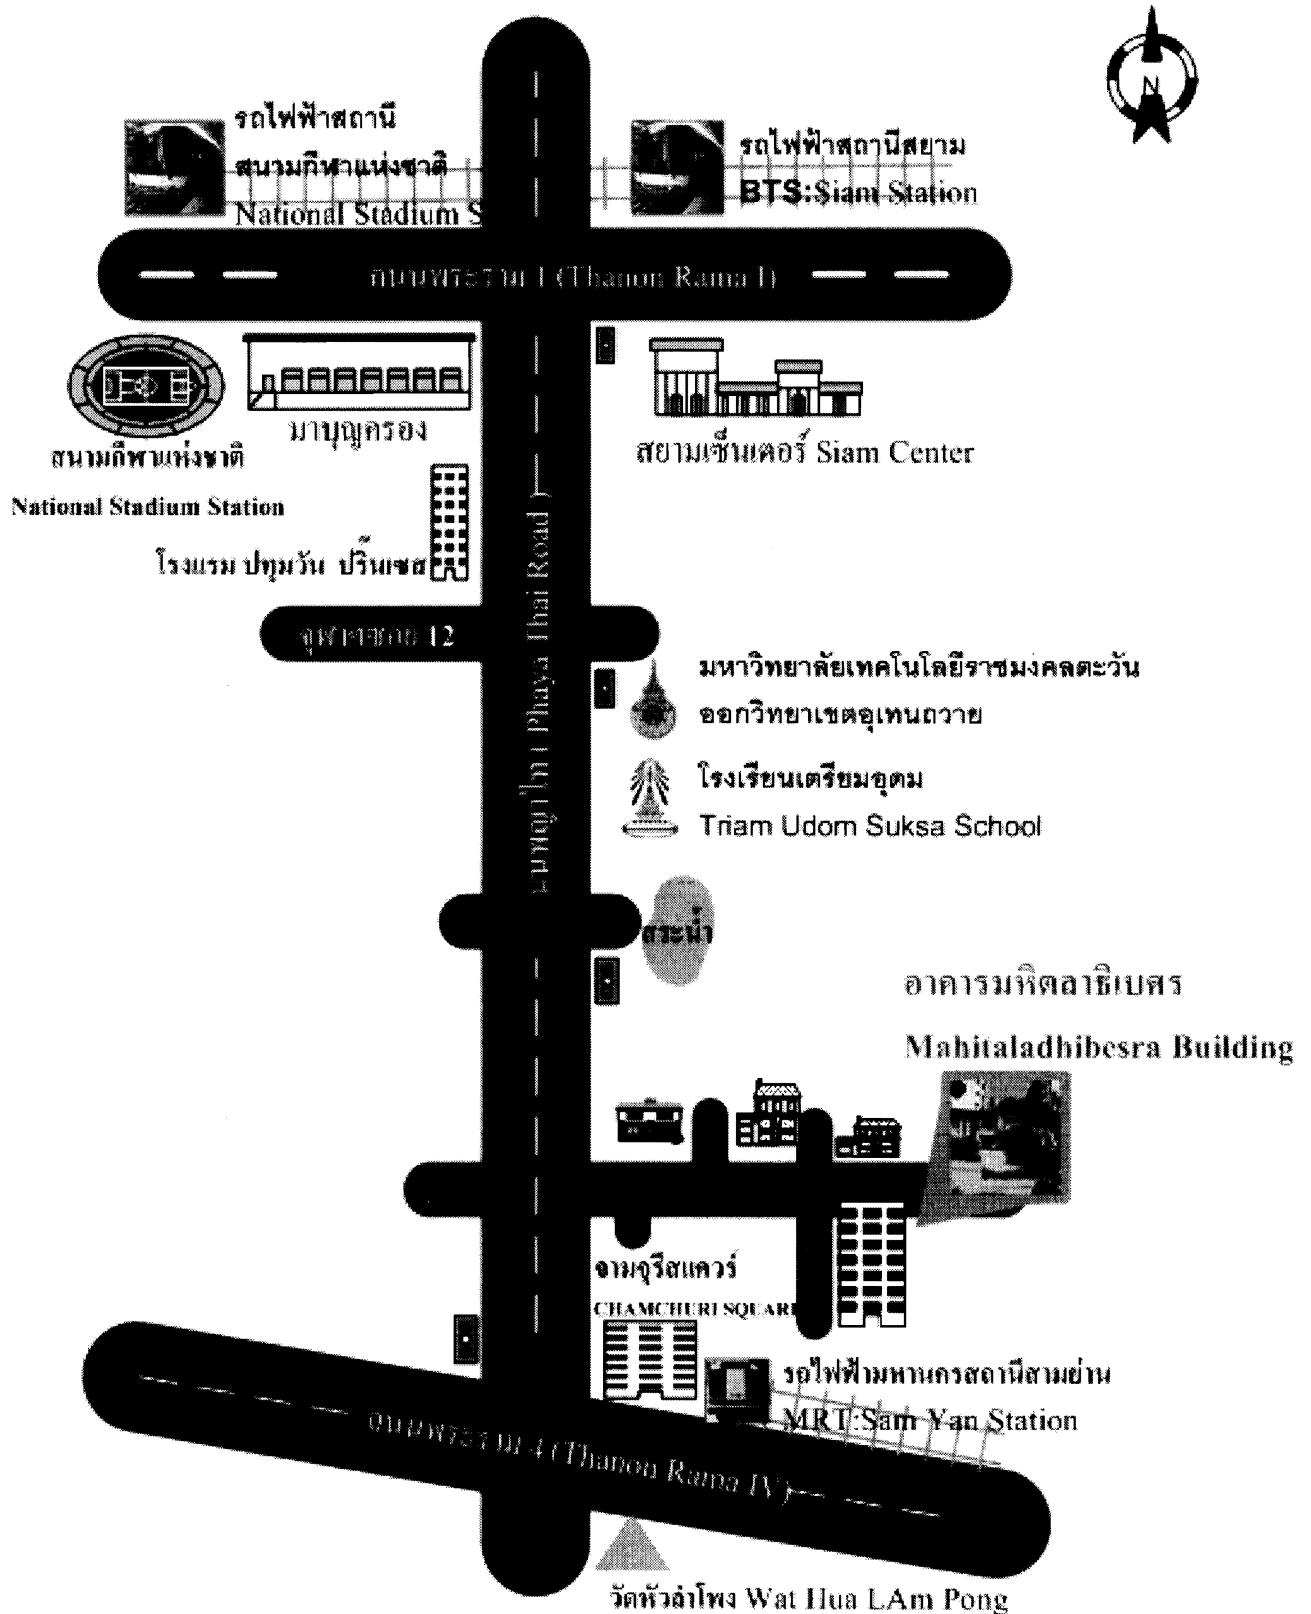 N
รถไฟฟ้าสถานี
สนามกีฬาแห่งชาติ
National Stadium S
รถไฟฟ้าสถานีสยาม
BTS:Siam Station
ถนนพระราม 1 (Thanon Rama I)
มาบุญครอง
สนามกีฬาแห่งชาติ
National Stadium Station
สยามเซ็นเตอร์ Siam Center
โรงแรม ปทุมวัน ปริ๊นเซส
จุฬาฯซอย 12
นนพญาไท ( Phaya Thai Road )
มหาวิทยาลัยเทคโนโลยีราชมงคลตะวัน
ออกวิทยาเขตอุเทนถวาย
โรงเรียนเตรียมอุดม
Triam Udom Suksa School
สระน้ำ
อาคารมหิตลาธิเบศร
Mahitaladhibesra Building
จามจุรีสแควร์
CHAMCHURI SQUARE
รถไฟฟ้ามหานครสถานีสามย่าน
MRT:Sam Yan Station
ถนนพระราม 4 (Thanon Rama IV)
วัดหัวลำโพง Wat Hua LAm Pong